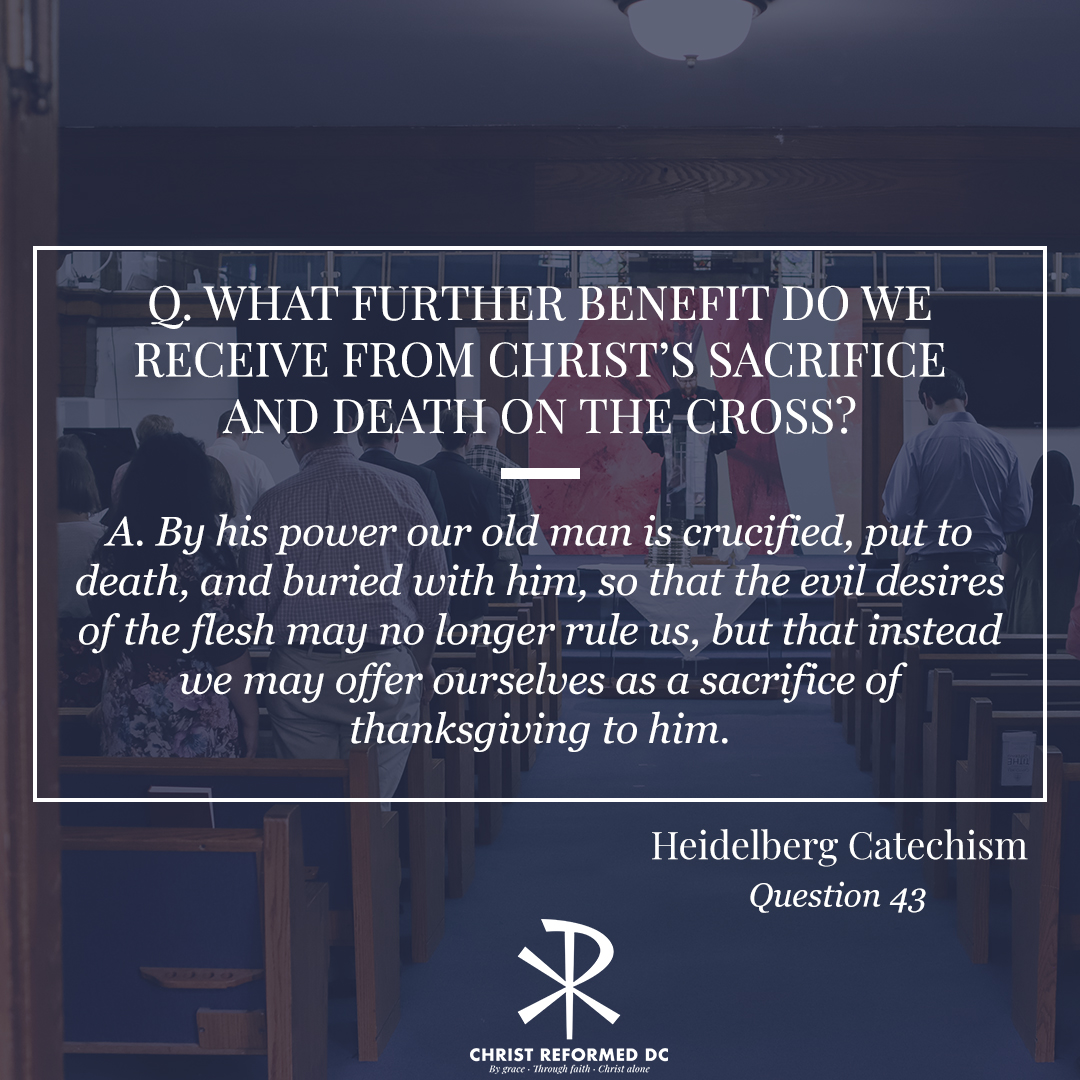 Q. WHAT FURTHER BENEFIT DO WE
RECEIVE FROM CHRIST’S SACRIFICE
AND DEATH ON THE CROSS?
A. By his power our old man is crucified, put to
death, and buried with him, so that the evil desires
of the flesh may no longer rule us, but that instead
we may offer ourselves as a sacrifice of
thanksgiving to him.
Heidelberg Catechism
Question 43
CHRIST REFORMED DC
By grace · Through faith · Christ alone